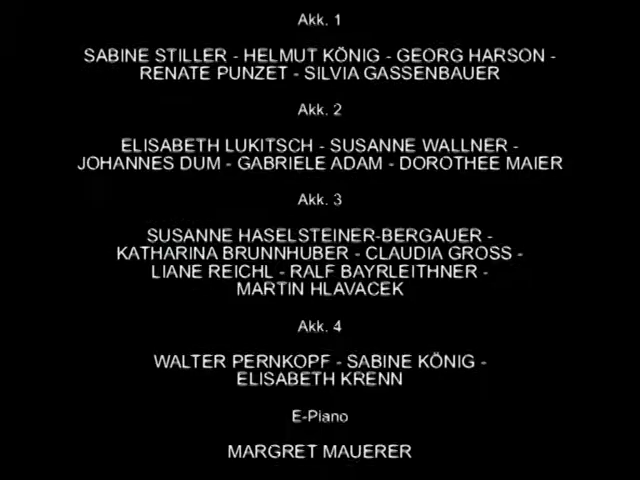 Akk. 1
SABINE STILLER - HELMUT KÖNIG - GEORG HARSON -
RENATE PUNZET - SILVIA GASSENBAUER
Akk. 2
ELISABETH LUKITSCH - SUSANNE WALLNER -
JOHANNES DUM - GABRIELE ADAM - DOROTHEE MAIER
Akk. 3
SUSANNE HASELSTEINER-BERGAUER -
KATHARINA BRUNNHUBER - CLAUDIA GROSS -
LIANE REICHL - RALF BAYRLEITHNER -
MARTIN HLAVACEK
Akk. 4
WALTER PERNKOPF - SABINE KÖNIG -
ELISABETH KRENN
E-Piano
MARGRET MAUERER